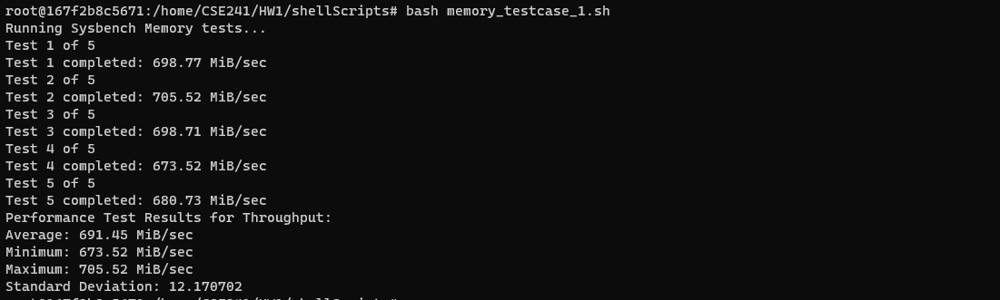 root@167f2b8c5671:/home/CSE241/HW1/shellScripts# bash memory_testcase_1.sh
Running Sysbench Memory tests...
Test 1 of 5
Test 1 completed: 698.77 MiB/sec
Test 2 of 5
Test 2 completed: 705.52 MiB/sec
Test 3 of 5
Test 3 completed: 698.71 MiB/sec
Test 4 of 5
Test 4 completed: 673.52 MiB/sec
Test 5 of 5
Test 5 completed: 680.73 MiB/sec
Performance Test Results for Throughput:
Average: 691.45 MiB/sec
Minimum: 673.52 MiB/sec
Maximum: 705.52 MiB/sec
Standard Deviation: 12.170702